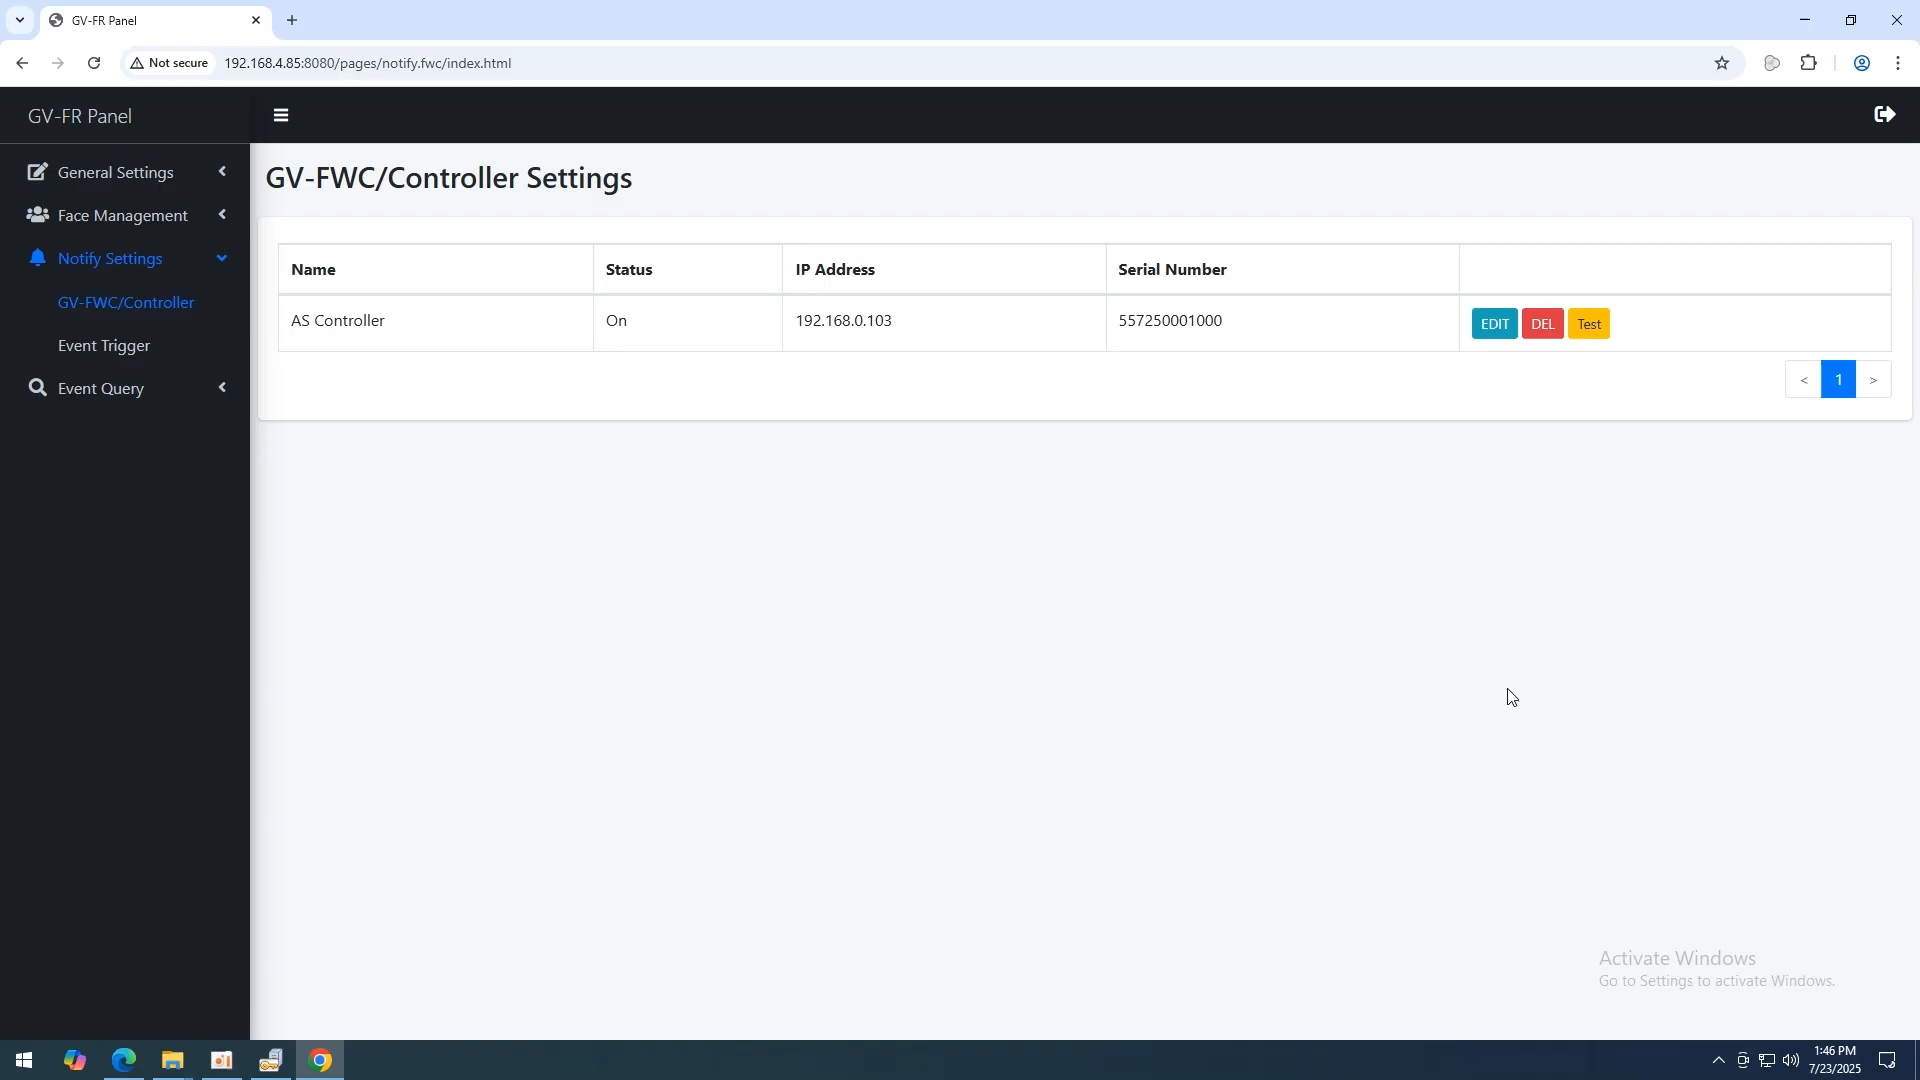 GV-FR Panel
Not secure
192.168.4.85:8080/pages/notify.fwc/index.html
GV-FR Panel
General Settings
Face Management
Notify Settings
GV-FWC/Controller
Event Trigger
Event Query
GV-FWC/Controller Settings
Name Status IP Address Serial Number
AS Controller On 192.168.0.103 557250001000 EDIT DEL Test
< 1 >
Activate Windows
Go to Settings to activate Windows.
1:46 PM
7/23/2025